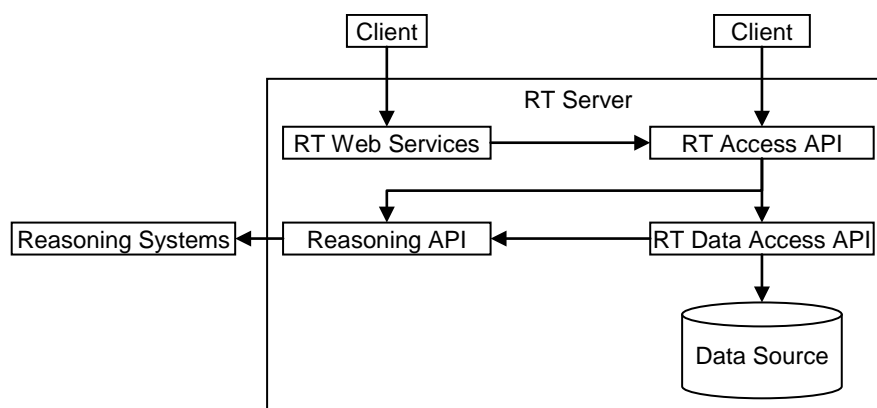 Client
Client
RT Server
RT Web Services
RT Access API
Reasoning Systems
Reasoning API
RT Data Access API
Data Source